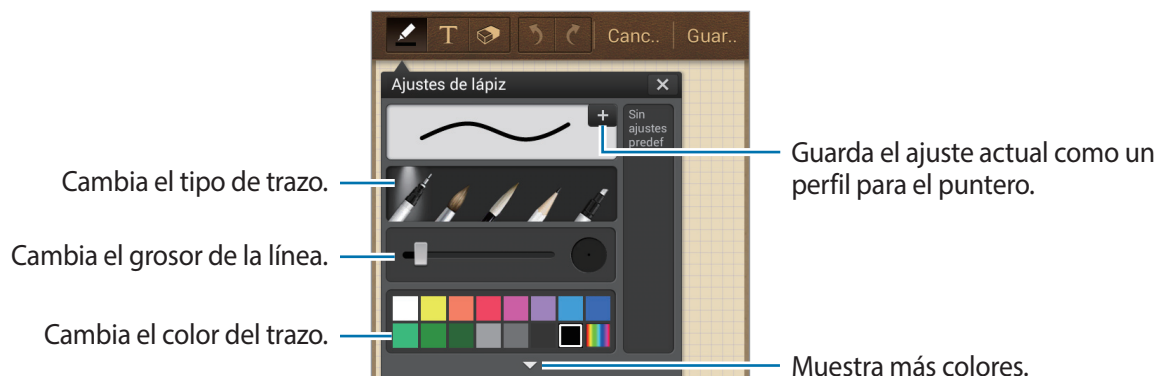 T Canc.. Guar..
Ajustes de lápiz
Sin
ajustes
predef
Guarda el ajuste actual como un
perfil para el puntero.
Cambia el tipo de trazo.
Cambia el grosor de la línea.
Cambia el color del trazo.
Muestra más colores.